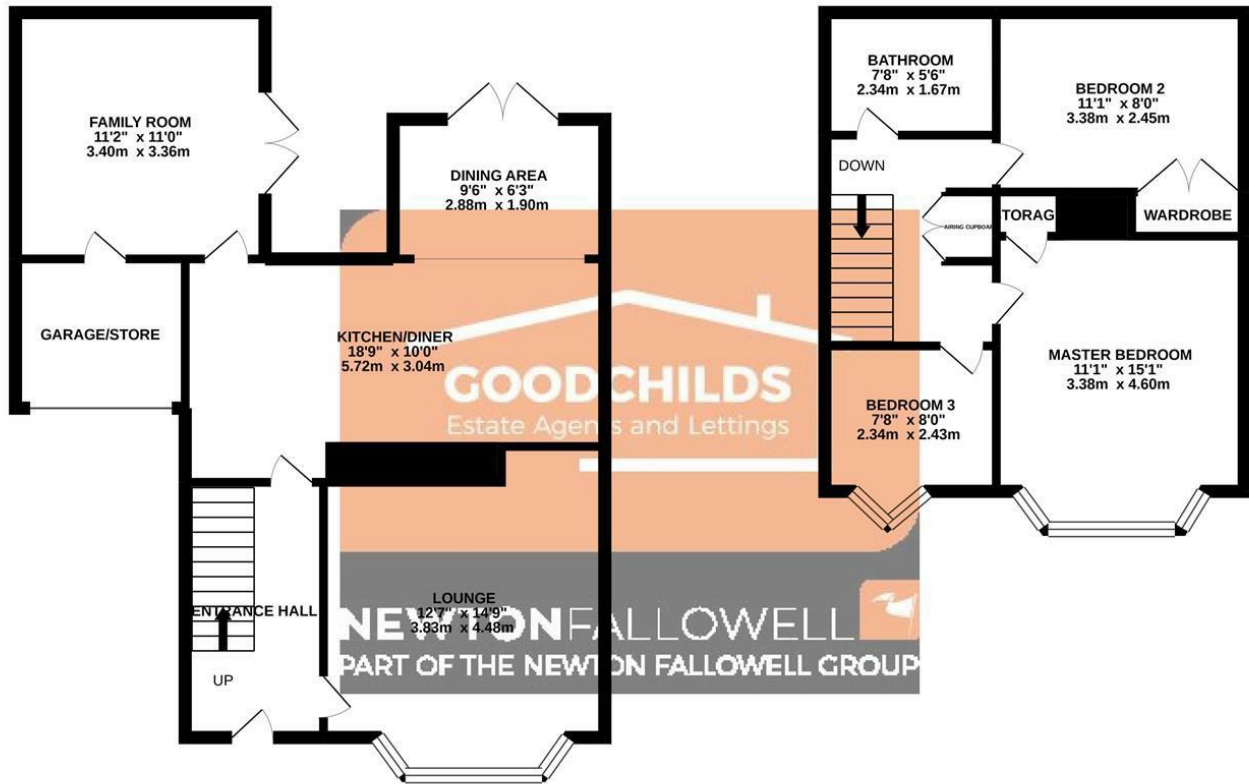 FAMILY ROOM
11'2" x 11'0"
3.40m x 3.36m
DINING AREA
9'6" x 6'3"
2.88m x 1.90m
GARAGE/STORE
KITCHEN/DINER
18'9" x 10'0"
5.72m x 3.04m
ENTRANCE HALL
UP
LOUNGE
12'7" x 14'9"
3.83m x 4.48m
BATHROOM
7'8" x 5'6"
2.34m x 1.67m
BEDROOM 2
11'1" x 8'0"
3.38m x 2.45m
DOWN
AIRING CUPBOA
TORAG
WARDROBE
MASTER BEDROOM
11'1" x 15'1"
3.38m x 4.60m
BEDROOM 3
7'8" x 8'0"
2.34m x 2.43m
GOODCHILDS
Estate Agents and Lettings
NEWTONFALLOWELL
PART OF THE NEWTON FALLOWELL GROUP